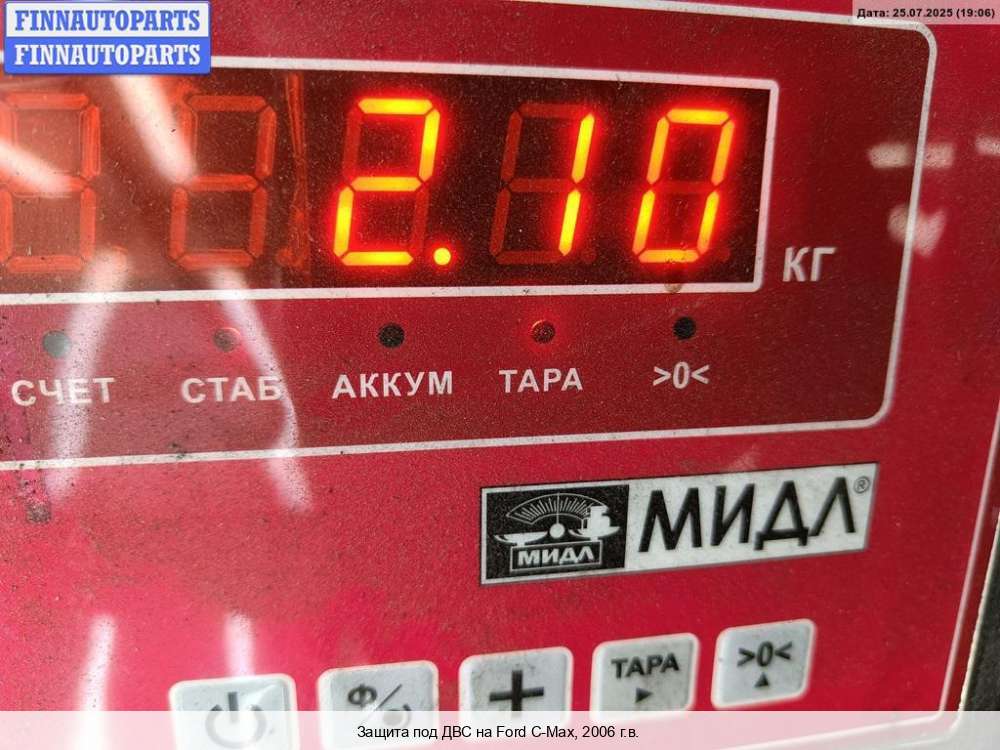 FINNAUTOPARTS
FINNAUTOPARTS
Дата: 25.07.2025 (19:06)
2.10
КГ
СЧЕТ СТАБ АККУМ ТАРА >0<
МИДЛ МИДЛ®
Ф/
+ ТАРА >0<
Защита под ДВС на Ford C-Max, 2006 г.в.